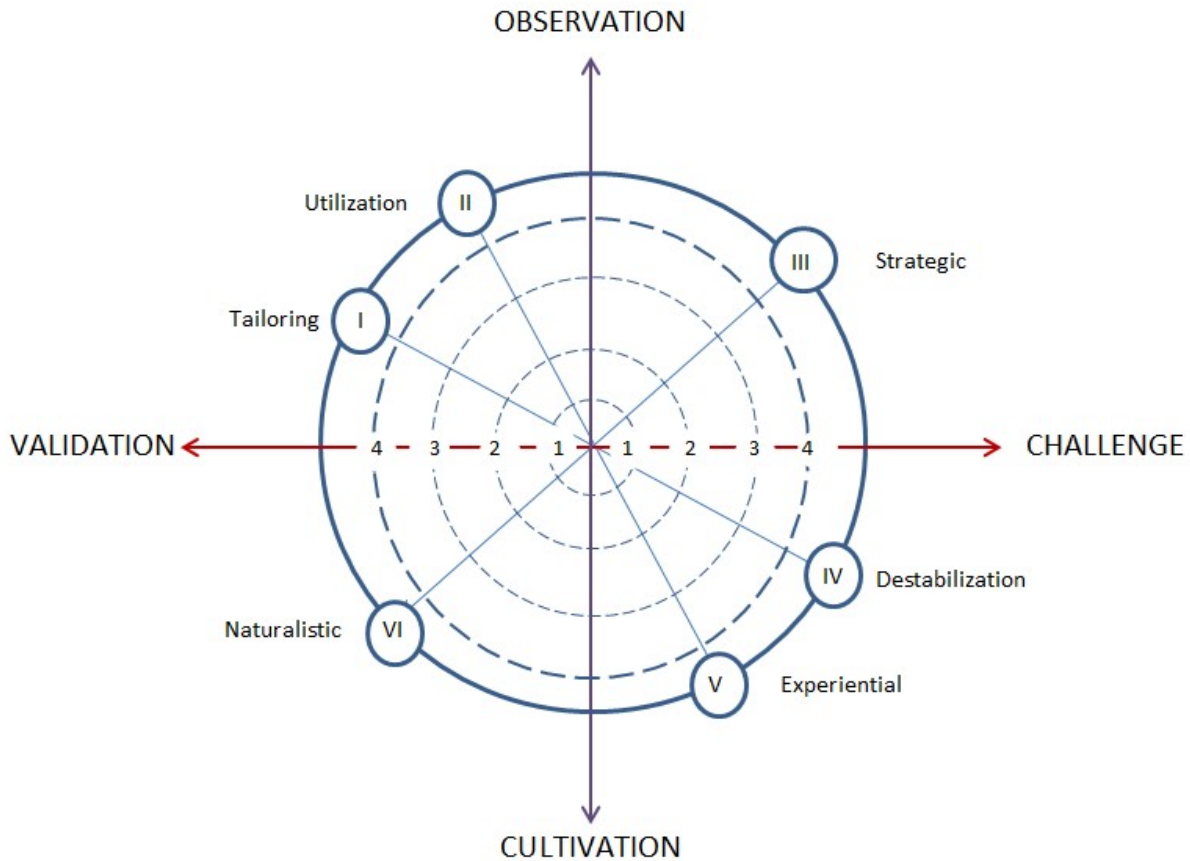 OBSERVATION
Utilization
II
III
Strategic
Tailoring
I
VALIDATION
4 3 2 1 1 2 3 4
CHALLENGE
IV
Destabilization
Naturalistic
VI
V
Experiential
CULTIVATION